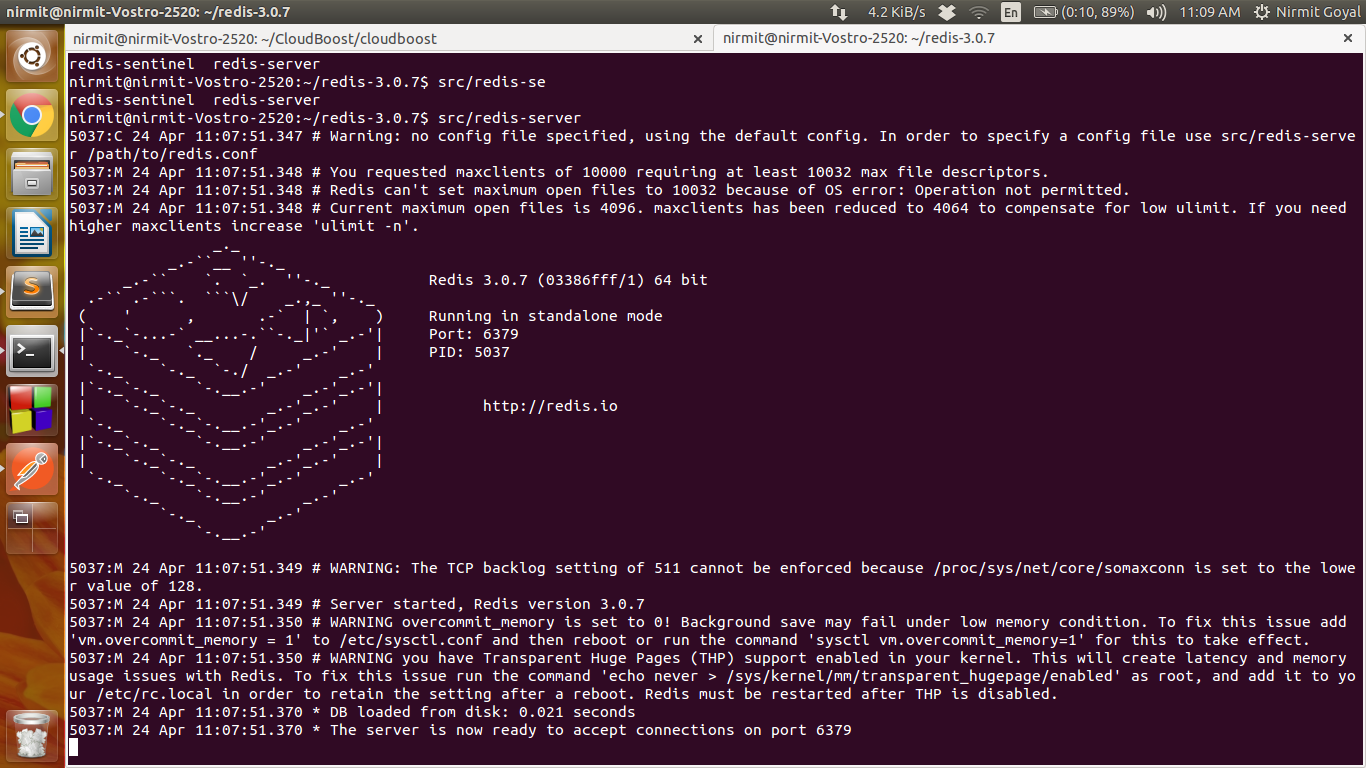 nirmit@nirmit-Vostro-2520: ~/redis-3.0.7
4.2 KiB/s
En
(0:10, 89%)
11:09 AM
Nirmit Goyal
nirmit@nirmit-Vostro-2520: ~/CloudBoost/cloudboost
nirmit@nirmit-Vostro-2520: ~/redis-3.0.7
redis-sentinel  redis-server
nirmit@nirmit-Vostro-2520:~/redis-3.0.7$ src/redis-se
redis-sentinel  redis-server
nirmit@nirmit-Vostro-2520:~/redis-3.0.7$ src/redis-server
5037:C 24 Apr 11:07:51.347 # Warning: no config file specified, using the default config. In order to specify a config file use src/redis-serve
r /path/to/redis.conf
5037:M 24 Apr 11:07:51.348 # You requested maxclients of 10000 requiring at least 10032 max file descriptors.
5037:M 24 Apr 11:07:51.348 # Redis can't set maximum open files to 10032 because of OS error: Operation not permitted.
5037:M 24 Apr 11:07:51.348 # Current maximum open files is 4096. maxclients has been reduced to 4064 to compensate for low ulimit. If you need
higher maxclients increase 'ulimit -n'.
Redis 3.0.7 (03386fff/1) 64 bit
Running in standalone mode
Port: 6379
PID: 5037
http://redis.io
5037:M 24 Apr 11:07:51.349 # WARNING: The TCP backlog setting of 511 cannot be enforced because /proc/sys/net/core/somaxconn is set to the lowe
r value of 128.
5037:M 24 Apr 11:07:51.349 # Server started, Redis version 3.0.7
5037:M 24 Apr 11:07:51.350 # WARNING overcommit_memory is set to 0! Background save may fail under low memory condition. To fix this issue add
'vm.overcommit_memory = 1' to /etc/sysctl.conf and then reboot or run the command 'sysctl vm.overcommit_memory=1' for this to take effect.
5037:M 24 Apr 11:07:51.350 # WARNING you have Transparent Huge Pages (THP) support enabled in your kernel. This will create latency and memory
usage issues with Redis. To fix this issue run the command 'echo never > /sys/kernel/mm/transparent_hugepage/enabled' as root, and add it to yo
ur /etc/rc.local in order to retain the setting after a reboot. Redis must be restarted after THP is disabled.
5037:M 24 Apr 11:07:51.370 * DB loaded from disk: 0.021 seconds
5037:M 24 Apr 11:07:51.370 * The server is now ready to accept connections on port 6379